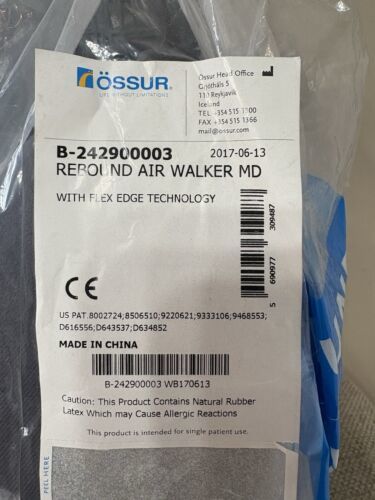 ÖSSUR.
LIFE WITHOUT LIMITATIONS
Össur Head Office
Grjótháls 5
110 Reykjavik
Iceland
TEL +354 515 1300
FAX +354 515 1366
mail@össur.com
B-242900003 2017-06-13
REBOUND AIR WALKER MD
WITH FLEX EDGE TECHNOLOGY
5 690977 309487
CE
US PAT.8002724;8506510;9220621;9333106;9468553;
D616556;D643537;D634852
MADE IN CHINA
B-242900003 WB170613
Caution: This Product Contains Natural Rubber
Latex Which may Cause Allergic Reactions
This product is intended for single patient use.
PEEL HERE